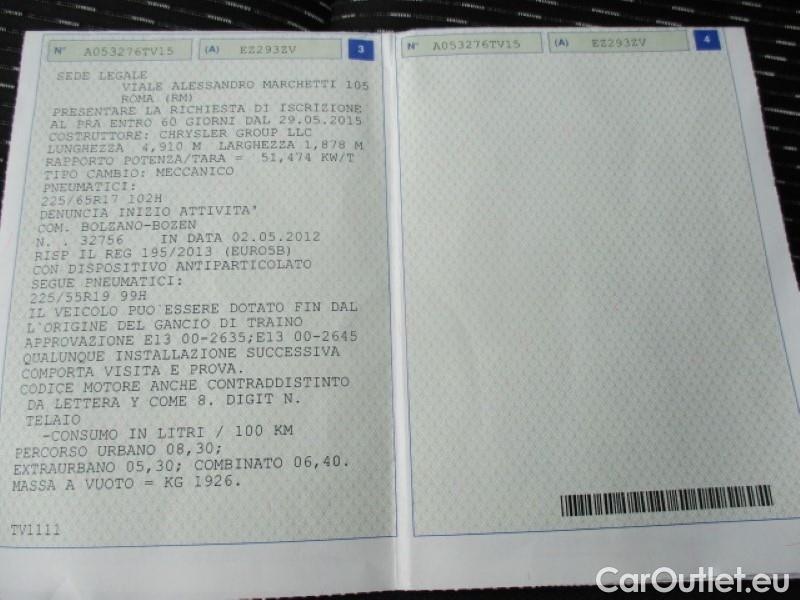 N° A053276TV15 (A) EZ293ZV 3
SEDE LEGALE
VIALE ALESSANDRO MARCHETTI 105
ROMA (RM)
PRESENTARE LA RICHIESTA DI ISCRIZIONE
AL PRA ENTRO 60 GIORNI DAL 29.05.2015
COSTRUTTORE: CHRYSLER GROUP LLC
LUNGHEZZA 4,910 M LARGHEZZA 1,878 M
RAPPORTO POTENZA/TARA = 51,474 KW/T
TIPO CAMBIO: MECCANICO
PNEUMATICI:
225/65R17 102H
DENUNCIA INIZIO ATTIVITA'
COM. BOLZANO-BOZEN
N. . 32756 IN DATA 02.05.2012
RISP IL REG 195/2013 (EURO5B)
CON DISPOSITIVO ANTIPARTICOLATO
SEGUE PNEUMATICI:
225/55R19 99H
IL VEICOLO PUO'ESSERE DOTATO FIN DAL
L'ORIGINE DEL GANCIO DI TRAINO
APPROVAZIONE E13 00-2635;E13 00-2645
QUALUNQUE INSTALLAZIONE SUCCESSIVA
COMPORTA VISITA E PROVA.
CODICE MOTORE ANCHE CONTRADDISTINTO
DA LETTERA Y COME 8. DIGIT N.
TELAIO
-CONSUMO IN LITRI / 100 KM
PERCORSO URBANO 08,30;
EXTRAURBANO 05,30; COMBINATO 06,40.
MASSA A VUOTO = KG 1926.
TV1111
N° A053276TV15 (A) EZ293ZV 4
CarOutlet.eu